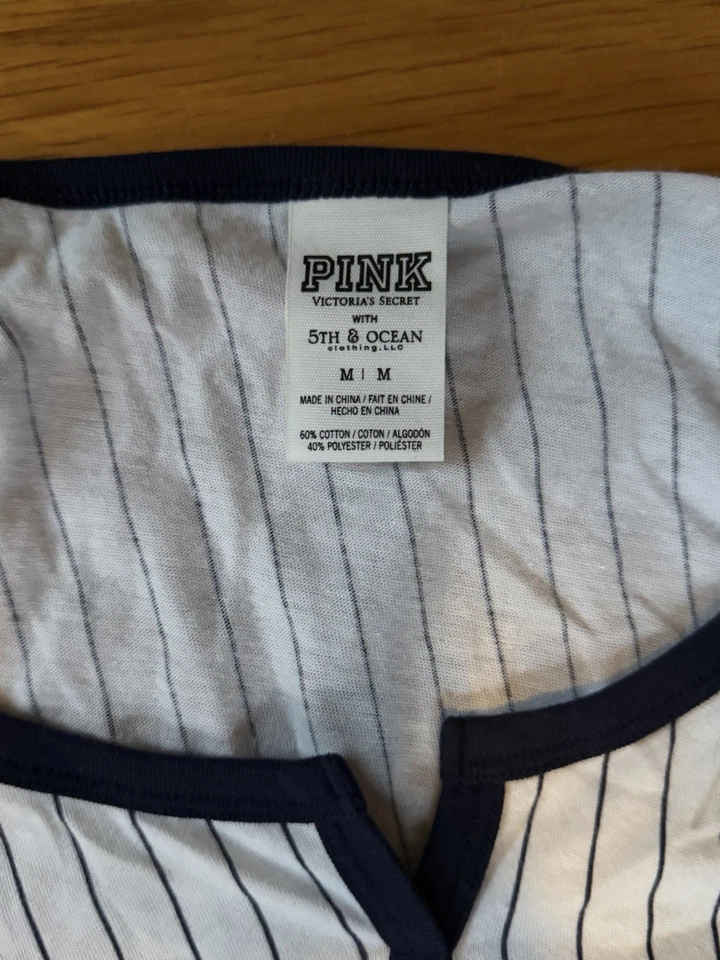 PINK
VICTORIA'S SECRET
WITH
5TH & OCEAN
clothing.LLC
M | M
MADE IN CHINA / FAIT EN CHINE /
HECHO EN CHINA
60% COTTON / COTON / ALGODÓN
40% POLYESTER / POLIÉSTER